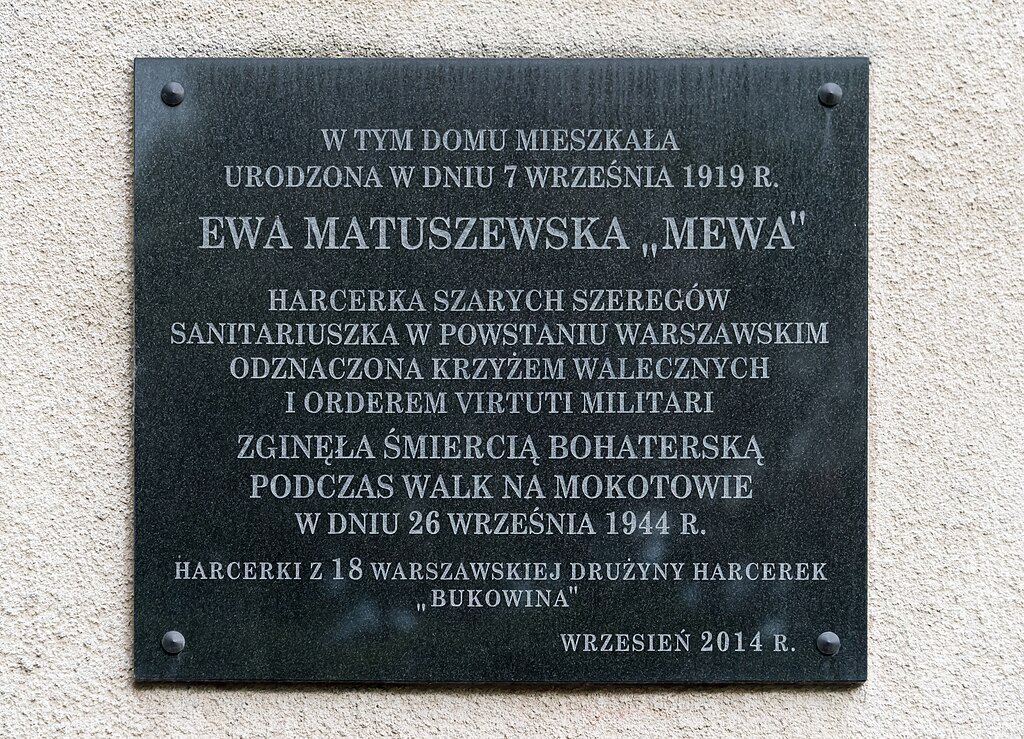 W TYM DOMU MIESZKAŁA
URODZONA W DNIU 7 WRZEŚNIA 1919 R.
EWA MATUSZEWSKA „MEWA"
HARCERKA SZARYCH SZEREGÓW
SANITARIUSZKA W POWSTANIU WARSZAWSKIM
ODZNACZONA KRZYŻEM WALECZNYCH
I ORDEREM VIRTUTI MILITARI
ZGINĘŁA ŚMIERCIĄ BOHATERSKĄ
PODCZAS WALK NA MOKOTOWIE
W DNIU 26 WRZEŚNIA 1944 R.
HARCERKI Z 18 WARSZAWSKIEJ DRUŻYNY HARCEREK
„BUKOWINA"
WRZESIEŃ 2014 R.